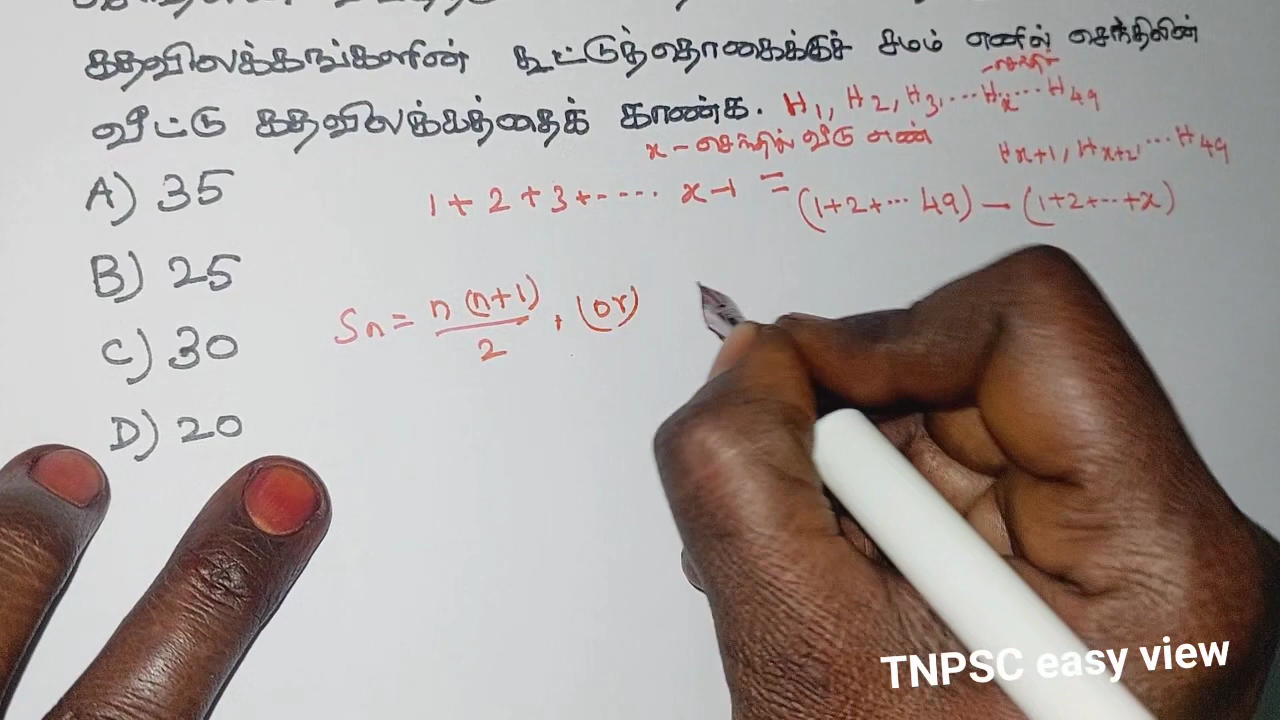 கதவிலக்கங்களின் கூட்டுத்தொகைக்குச் சமம் எனில் செந்திலின்
வீட்டு கதவிலக்கத்தைக் காண்க. H1, H2, H3, ... Hx ... H49
x - செந்தில் வீடு எண்
Hx+1, Hx+2, ... H49
1 + 2 + 3 + ..... x-1 = (1+2+... 49) - (1+2+...+x)
A) 35
B) 25
C) 30
D) 20
Sn = n (n+1) / 2 , (or)
TNPSC easy view